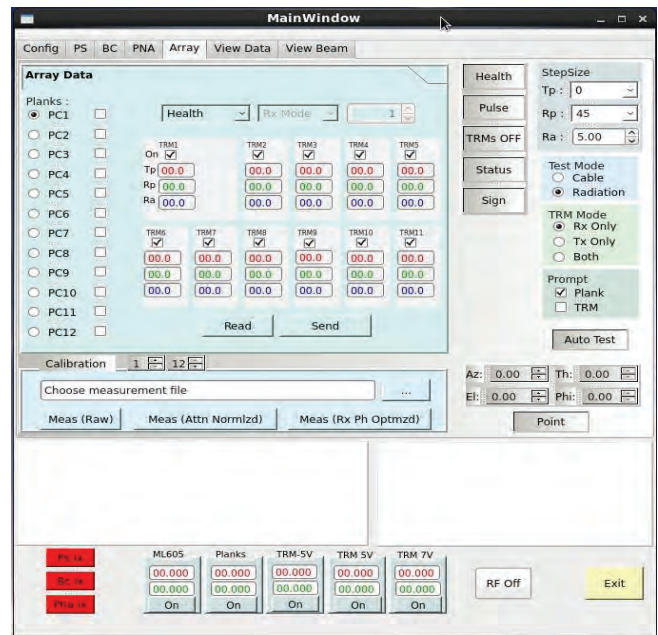 MainWindow
Config PS BC PNA Array View Data View Beam
Array Data
Planks :
PC1
PC2
PC3
PC4
PC5
PC6
PC7
PC8
PC9
PC10
PC11
PC12
Health Rx Mode 1
TRM1 TRM2 TRM3 TRM4 TRM5
On
Tp 00.0 00.0 00.0 00.0 00.0
Rp 00.0 00.0 00.0 00.0 00.0
Ra 00.0 00.0 00.0 00.0 00.0
TRM6 TRM7 TRM8 TRM9 TRM10 TRM11
00.0 00.0 00.0 00.0 00.0 00.0
00.0 00.0 00.0 00.0 00.0 00.0
00.0 00.0 00.0 00.0 00.0 00.0
Read Send
Health
Pulse
TRMs OFF
Status
Sign
StepSize
Tp : 0
Rp : 45
Ra : 5.00
Test Mode
Cable
Radiation
TRM Mode
Rx Only
Tx Only
Both
Prompt
Plank
TRM
Auto Test
Calibration 1 12
Choose measurement file ...
Meas (Raw) Meas (Attn Normlzd) Meas (Rx Ph Optmzd)
Az: 0.00 Th: 0.00
El: 0.00 Phi: 0.00
Point
ML605 Planks TRM-5V TRM 5V TRM 7V
00.000 00.000 00.000 00.000 00.000
00.000 00.000 00.000 00.000 00.000
On On On On On
RF Off
Exit